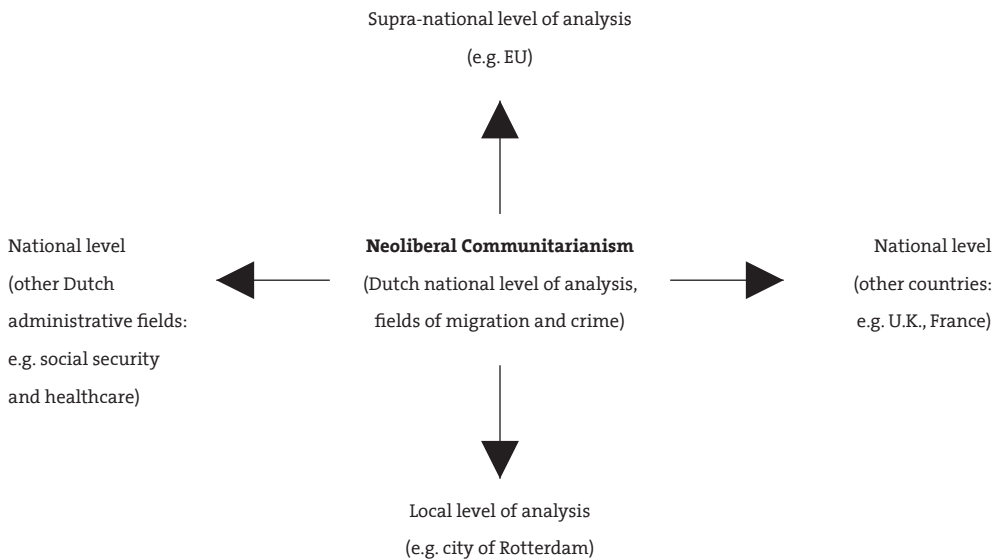 Supra-national level of analysis
(e.g. EU)
National level
(other Dutch
administrative fields:
e.g. social security
and healthcare)
Neoliberal Communitarianism
(Dutch national level of analysis,
fields of migration and crime)
National level
(other countries:
e.g. U.K., France)
Local level of analysis
(e.g. city of Rotterdam)